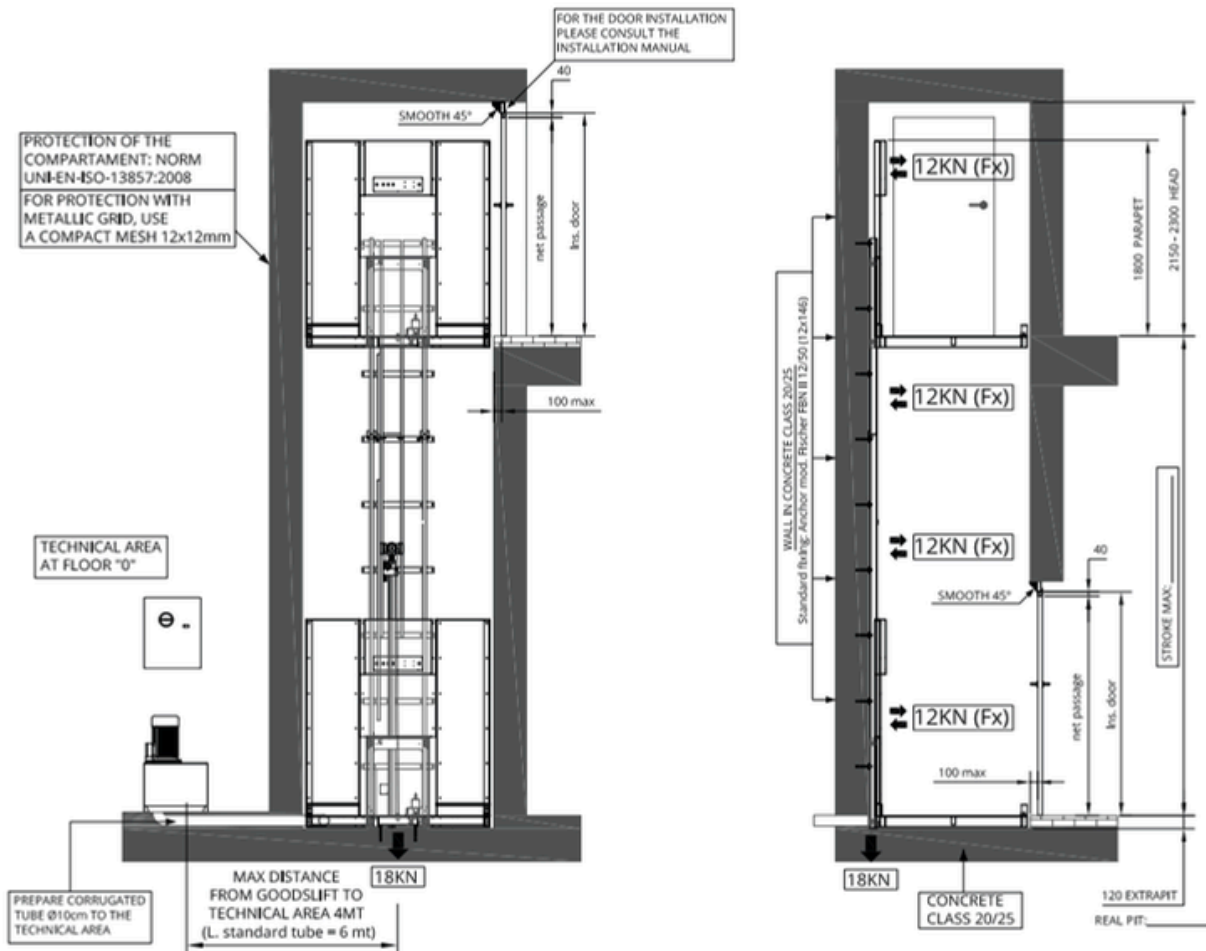 FOR THE DOOR INSTALLATION
PLEASE CONSULT THE
INSTALLATION MANUAL
40
SMOOTH 45°
PROTECTION OF THE
COMPARTAMENT: NORM
UNI-EN-ISO-13857:2008
FOR PROTECTION WITH
METALLIC GRID, USE
A COMPACT MESH 12x12mm
net passage
Ins. door
100 max
TECHNICAL AREA
AT FLOOR "0"
PREPARE CORRUGATED
TUBE Ø10cm TO THE
TECHNICAL AREA
MAX DISTANCE
FROM GOODSLIFT TO
TECHNICAL AREA 4MT
(L. standard tube = 6 mt)
18KN
12KN (Fx)
1800 PARAPET
2150 - 2300 HEAD
WALL IN CONCRETE CLASS 20/25
Standard fixing: Anchor mod. Fischer FBN II 12/50 (12x146)
12KN (Fx)
12KN (Fx)
40
SMOOTH 45°
STROKE MAX:
net passage
Ins. door
12KN (Fx)
100 max
18KN
CONCRETE
CLASS 20/25
120 EXTRAPIT
REAL PIT: